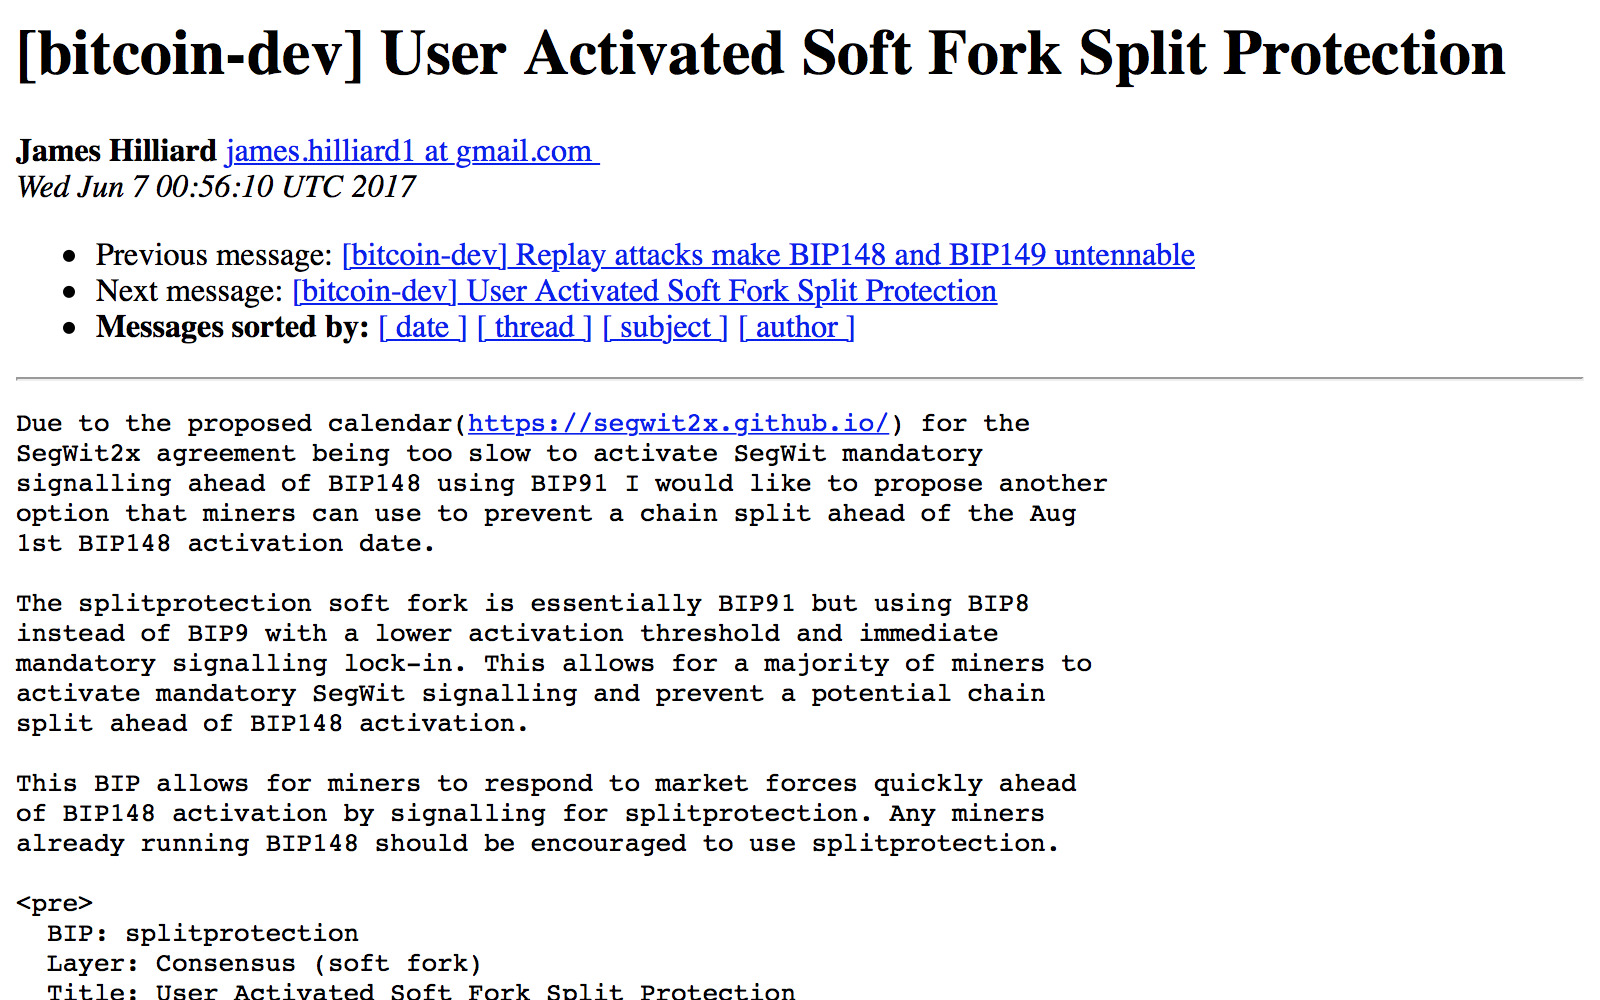 [bitcoin-dev] User Activated Soft Fork Split Protection
James Hilliard james.hilliard1 at gmail.com
Wed Jun 7 00:56:10 UTC 2017
• Previous message: [bitcoin-dev] Replay attacks make BIP148 and BIP149 untennable
• Next message: [bitcoin-dev] User Activated Soft Fork Split Protection
• Messages sorted by: [ date ] [ thread ] [ subject ] [ author ]
Due to the proposed calendar(https://segwit2x.github.io/) for the
SegWit2x agreement being too slow to activate SegWit mandatory
signalling ahead of BIP148 using BIP91 I would like to propose another
option that miners can use to prevent a chain split ahead of the Aug
1st BIP148 activation date.
The splitprotection soft fork is essentially BIP91 but using BIP8
instead of BIP9 with a lower activation threshold and immediate
mandatory signalling lock-in. This allows for a majority of miners to
activate mandatory SegWit signalling and prevent a potential chain
split ahead of BIP148 activation.
This BIP allows for miners to respond to market forces quickly ahead
of BIP148 activation by signalling for splitprotection. Any miners
already running BIP148 should be encouraged to use splitprotection.
<pre>
BIP: splitprotection
Layer: Consensus (soft fork)
Title: User Activated Soft Fork Split Protection